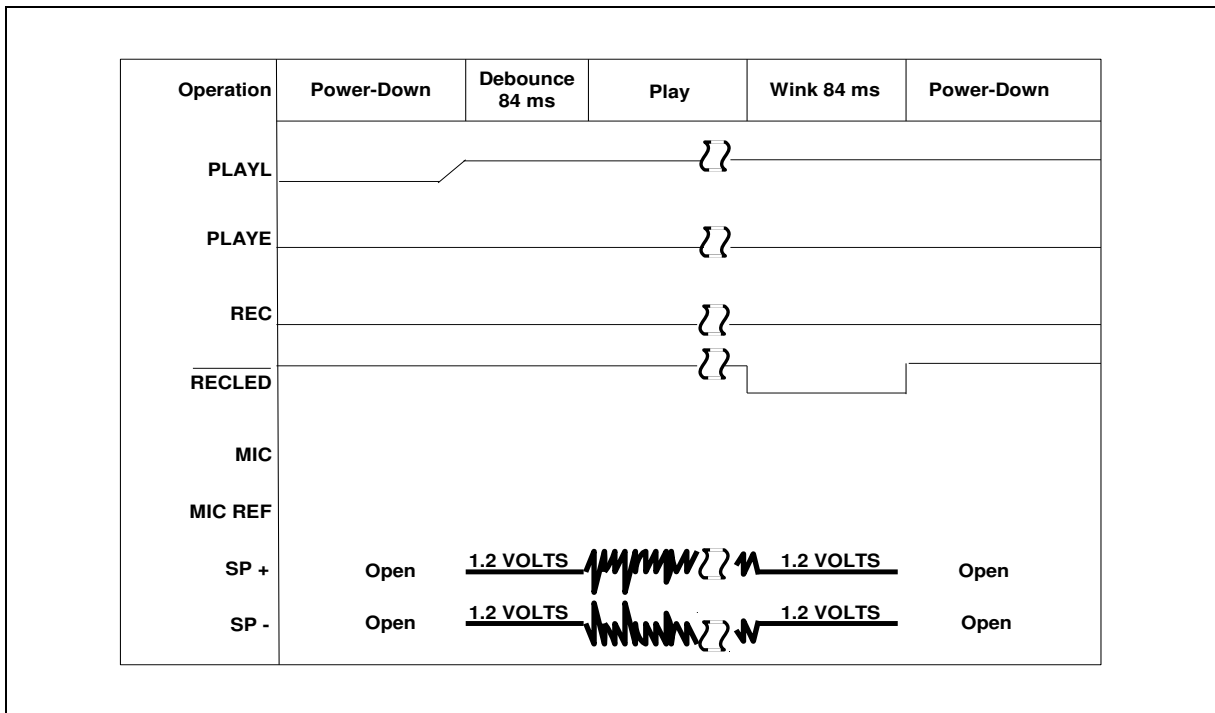 Operation Power-Down Debounce 84 ms Play Wink 84 ms Power-Down
PLAYL
PLAYE
REC
RECLED
MIC
MIC REF
SP + Open 1.2 VOLTS 1.2 VOLTS Open
SP - Open 1.2 VOLTS 1.2 VOLTS Open